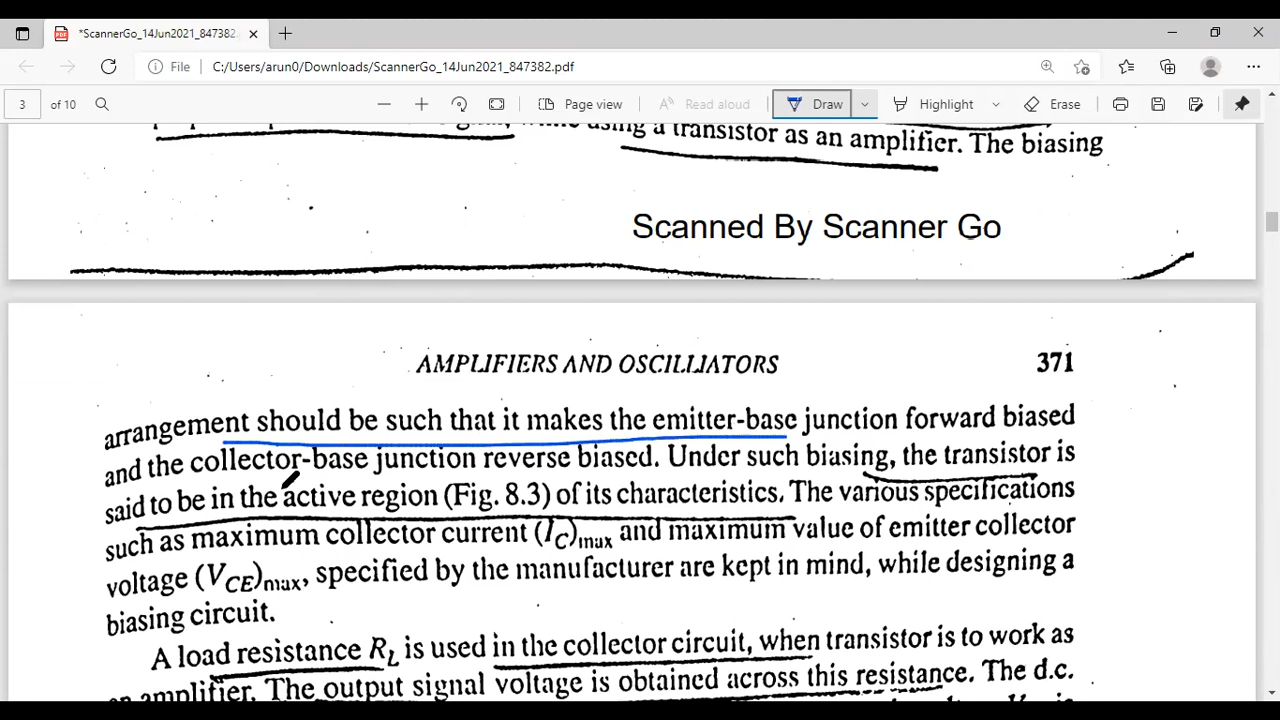 *ScannerGo_14Jun2021_847382.
File C:/Users/arun0/Downloads/ScannerGo_14Jun2021_847382.pdf
3 of 10 Page view Read aloud Draw Highlight Erase
using a transistor as an amplifier. The biasing
Scanned By Scanner Go
AMPLIFIERS AND OSCILLIATORS 371
arrangement should be such that it makes the emitter-base junction forward biased
and the collector-base junction reverse biased. Under such biasing, the transistor is
said to be in the active region (Fig. 8.3) of its characteristics. The various specifications
such as maximum collector current (I_C)max and maximum value of emitter collector
voltage (V_CE)max, specified by the manufacturer are kept in mind, while designing a
biasing circuit.
A load resistance R_L is used in the collector circuit, when transistor is to work as
an amplifier. The output signal voltage is obtained across this resistance. The d.c.